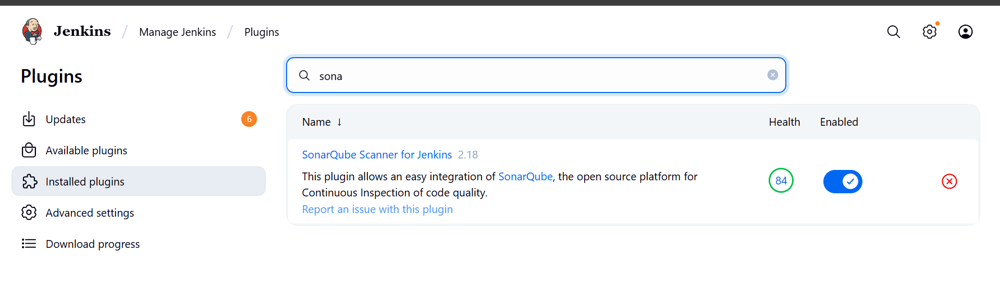 Jenkins / Manage Jenkins / Plugins
Plugins
Updates 6
Available plugins
Installed plugins
Advanced settings
Download progress
sona
Name ↓ Health Enabled
SonarQube Scanner for Jenkins 2.18
This plugin allows an easy integration of SonarQube, the open source platform for
Continuous Inspection of code quality.
Report an issue with this plugin
84